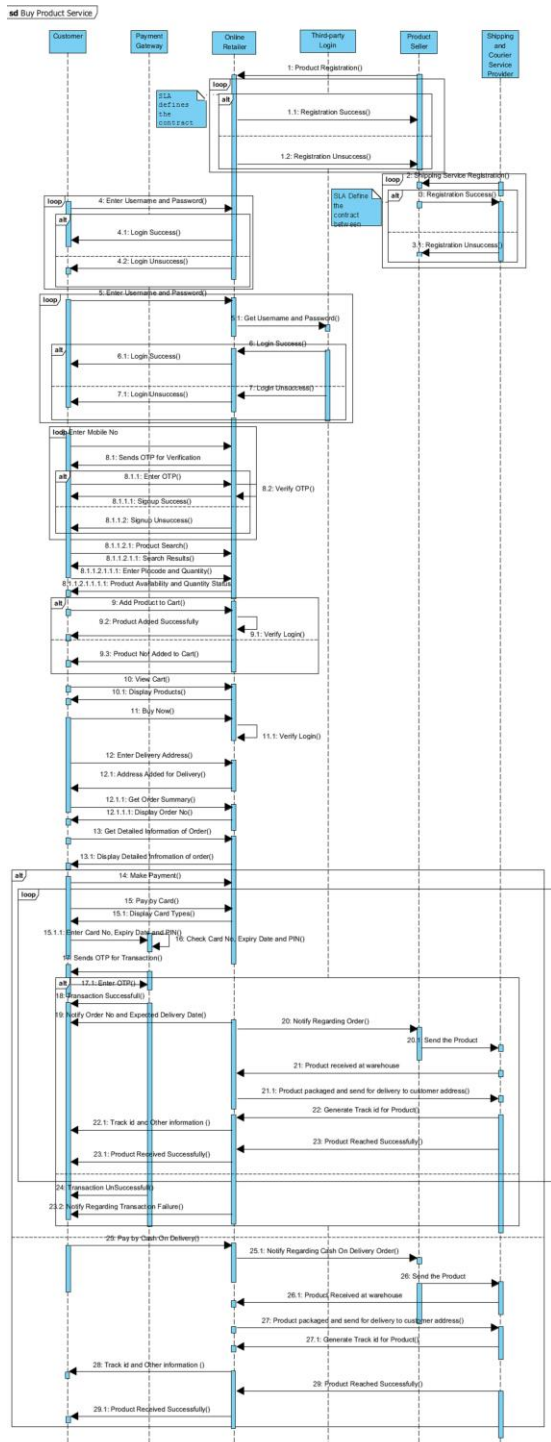 sd Buy Product Service
Customer
Payment
Gateway
Online
Retailer
Third-party
Login
Product
Seller
Shipping
and
Courier
Service
Provider
1: Product Registration()
loop
SLA
defines
the
contract
alt
1.1: Registration Success()
1.2: Registration Unsuccess()
loop
2: Shipping Service Registration()
SLA Define
the
contract
between
alt
3: Registration Success()
3.1: Registration Unsuccess()
loop
4: Enter Username and Password()
alt
4.1: Login Success()
4.2: Login Unsuccess()
loop
5: Enter Username and Password()
5.1: Get Username and Password()
alt
6: Login Success()
6.1: Login Success()
7: Login Unsuccess()
7.1: Login Unsuccess()
loop
Enter Mobile No
8.1: Sends OTP for Verification
alt
8.1.1: Enter OTP()
8.2: Verify OTP()
8.1.1.1: Signup Success()
8.1.1.2: Signup Unsuccess()
8.1.1.2.1: Product Search()
8.1.1.2.1.1: Search Results()
8.1.1.2.1.1.1: Enter Pincode and Quantity()
8.1.1.2.1.1.1.1: Product Availability and Quantity Status
alt
9: Add Product to Cart()
9.2: Product Added Successfully
9.1: Verify Login()
9.3: Product Not Added to Cart()
10: View Cart()
10.1: Display Products()
11: Buy Now()
11.1: Verify Login()
12: Enter Delivery Address()
12.1: Address Added for Delivery()
12.1.1: Get Order Summary()
12.1.1.1: Display Order No()
13: Get Detailed Information of Order()
13.1: Display Detailed Infromation of order()
alt
14: Make Payment()
loop
15: Pay by Card()
15.1: Display Card Types()
15.1.1: Enter Card No, Expiry Date and PIN()
16: Check Card No, Expiry Date and PIN()
17: Sends OTP for Transaction()
alt
17.1: Enter OTP()
18: Transaction Successfull()
19: Notify Order No and Expected Delivery Date()
20: Notify Regarding Order()
20.1: Send the Product
21: Product received at warehouse
21.1: Product packaged and send for delivery to customer address()
22: Generate Track id for Product()
22.1: Track id and Other information ()
23: Product Reached Successfully()
23.1: Product Received Successfully()
24: Transaction UnSuccessfull()
23.2: Notify Regarding Transaction Failure()
25: Pay by Cash On Delivery()
25.1: Notify Regarding Cash On Delivery Order()
26: Send the Product
26.1: Product Received at warehouse
27: Product packaged and send for delivery to customer address()
27.1: Generate Track id for Product()
28: Track id and Other information ()
29: Product Reached Successfully()
29.1: Product Received Successfully()